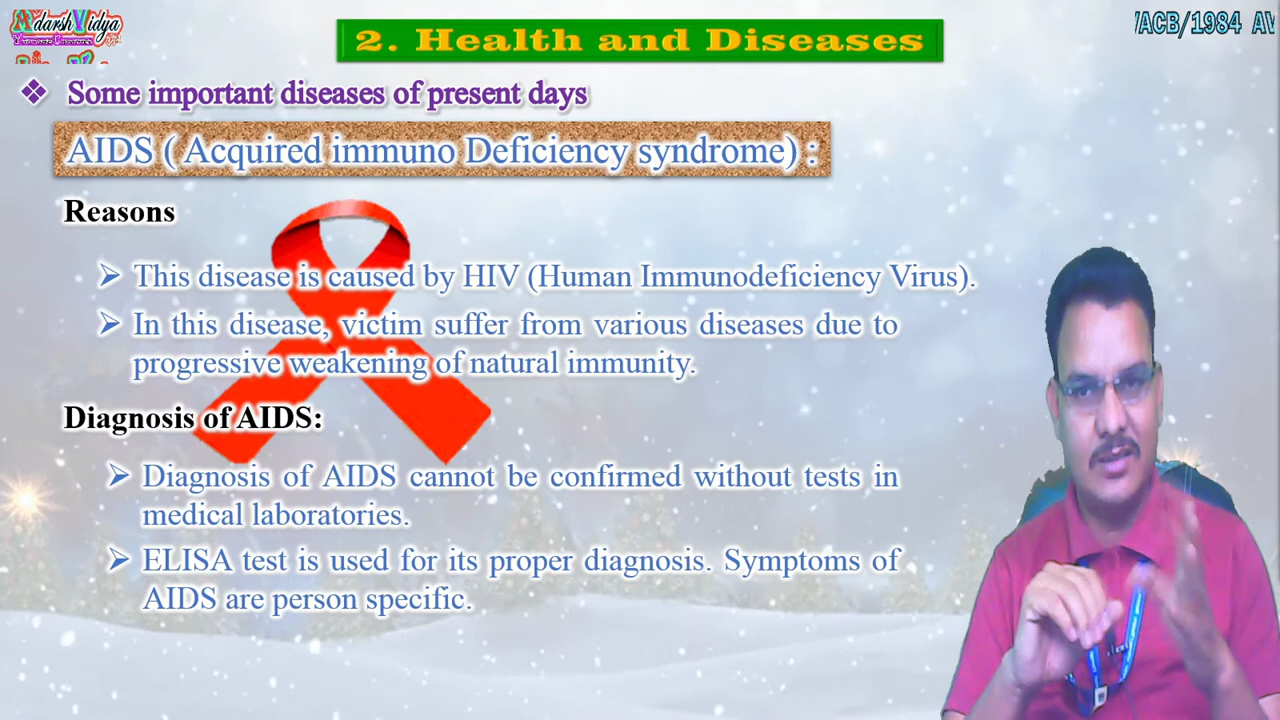 AdarshVidya
/ACB/1984 AV
2. Health and Diseases
Some important diseases of present days
AIDS ( Acquired immuno Deficiency syndrome) :
Reasons
This disease is caused by HIV (Human Immunodeficiency Virus).
In this disease, victim suffer from various diseases due to
progressive weakening of natural immunity.
Diagnosis of AIDS:
Diagnosis of AIDS cannot be confirmed without tests in
medical laboratories.
ELISA test is used for its proper diagnosis. Symptoms of
AIDS are person specific.